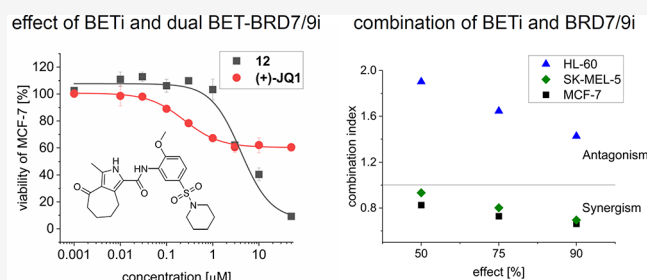 effect of BETi and dual BET-BRD7/9i
combination of BETi and BRD7/9i
viability of MCF-7 [%]
120
100
80
60
40
20
0
12
(+)-JQ1
H
N
O
NH
O
O
O
S
O
N
0.001
0.01
0.1
1
10
concentration [µM]
combination index
2.0
1.6
1.2
0.8
HL-60
SK-MEL-5
MCF-7
Antagonism
Synergism
50
75
90
effect [%]